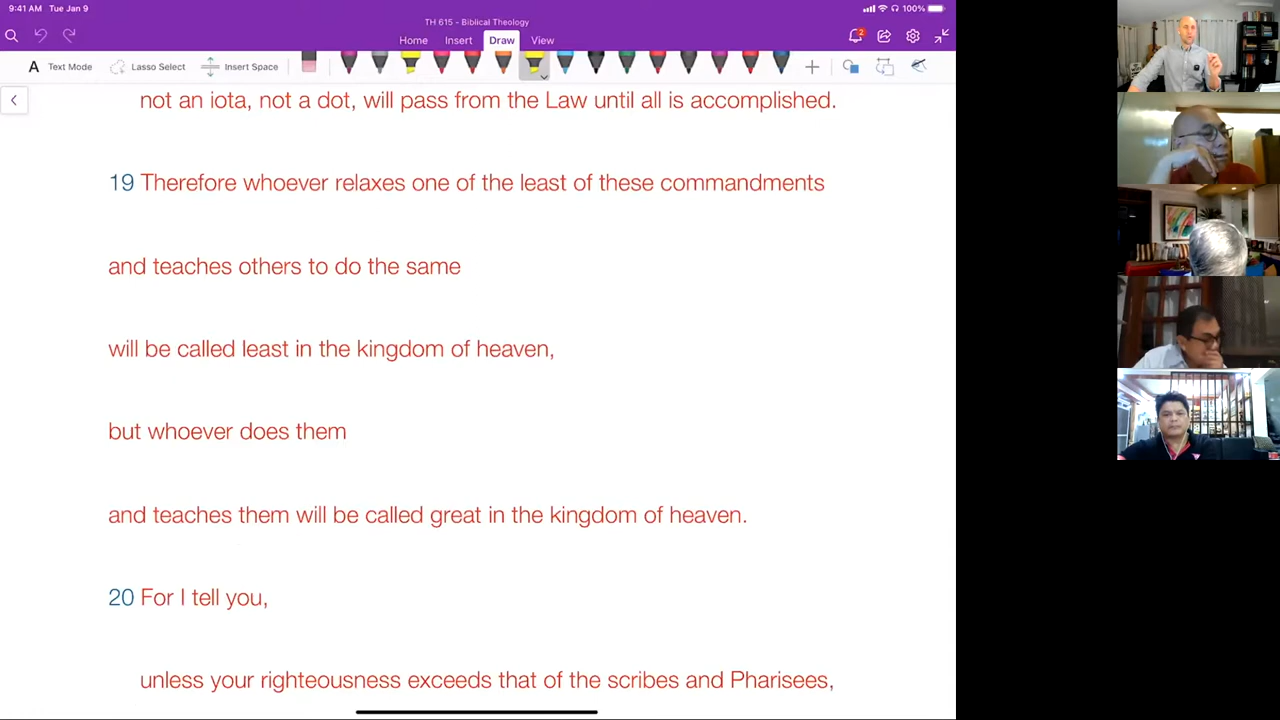 9:41 AM Tue Jan 9
100%
TH 615 - Biblical Theology
Home Insert Draw View
2
A Text Mode Lasso Select Insert Space
not an iota, not a dot, will pass from the Law until all is accomplished.
19 Therefore whoever relaxes one of the least of these commandments
and teaches others to do the same
will be called least in the kingdom of heaven,
but whoever does them
and teaches them will be called great in the kingdom of heaven.
20 For I tell you,
unless your righteousness exceeds that of the scribes and Pharisees,